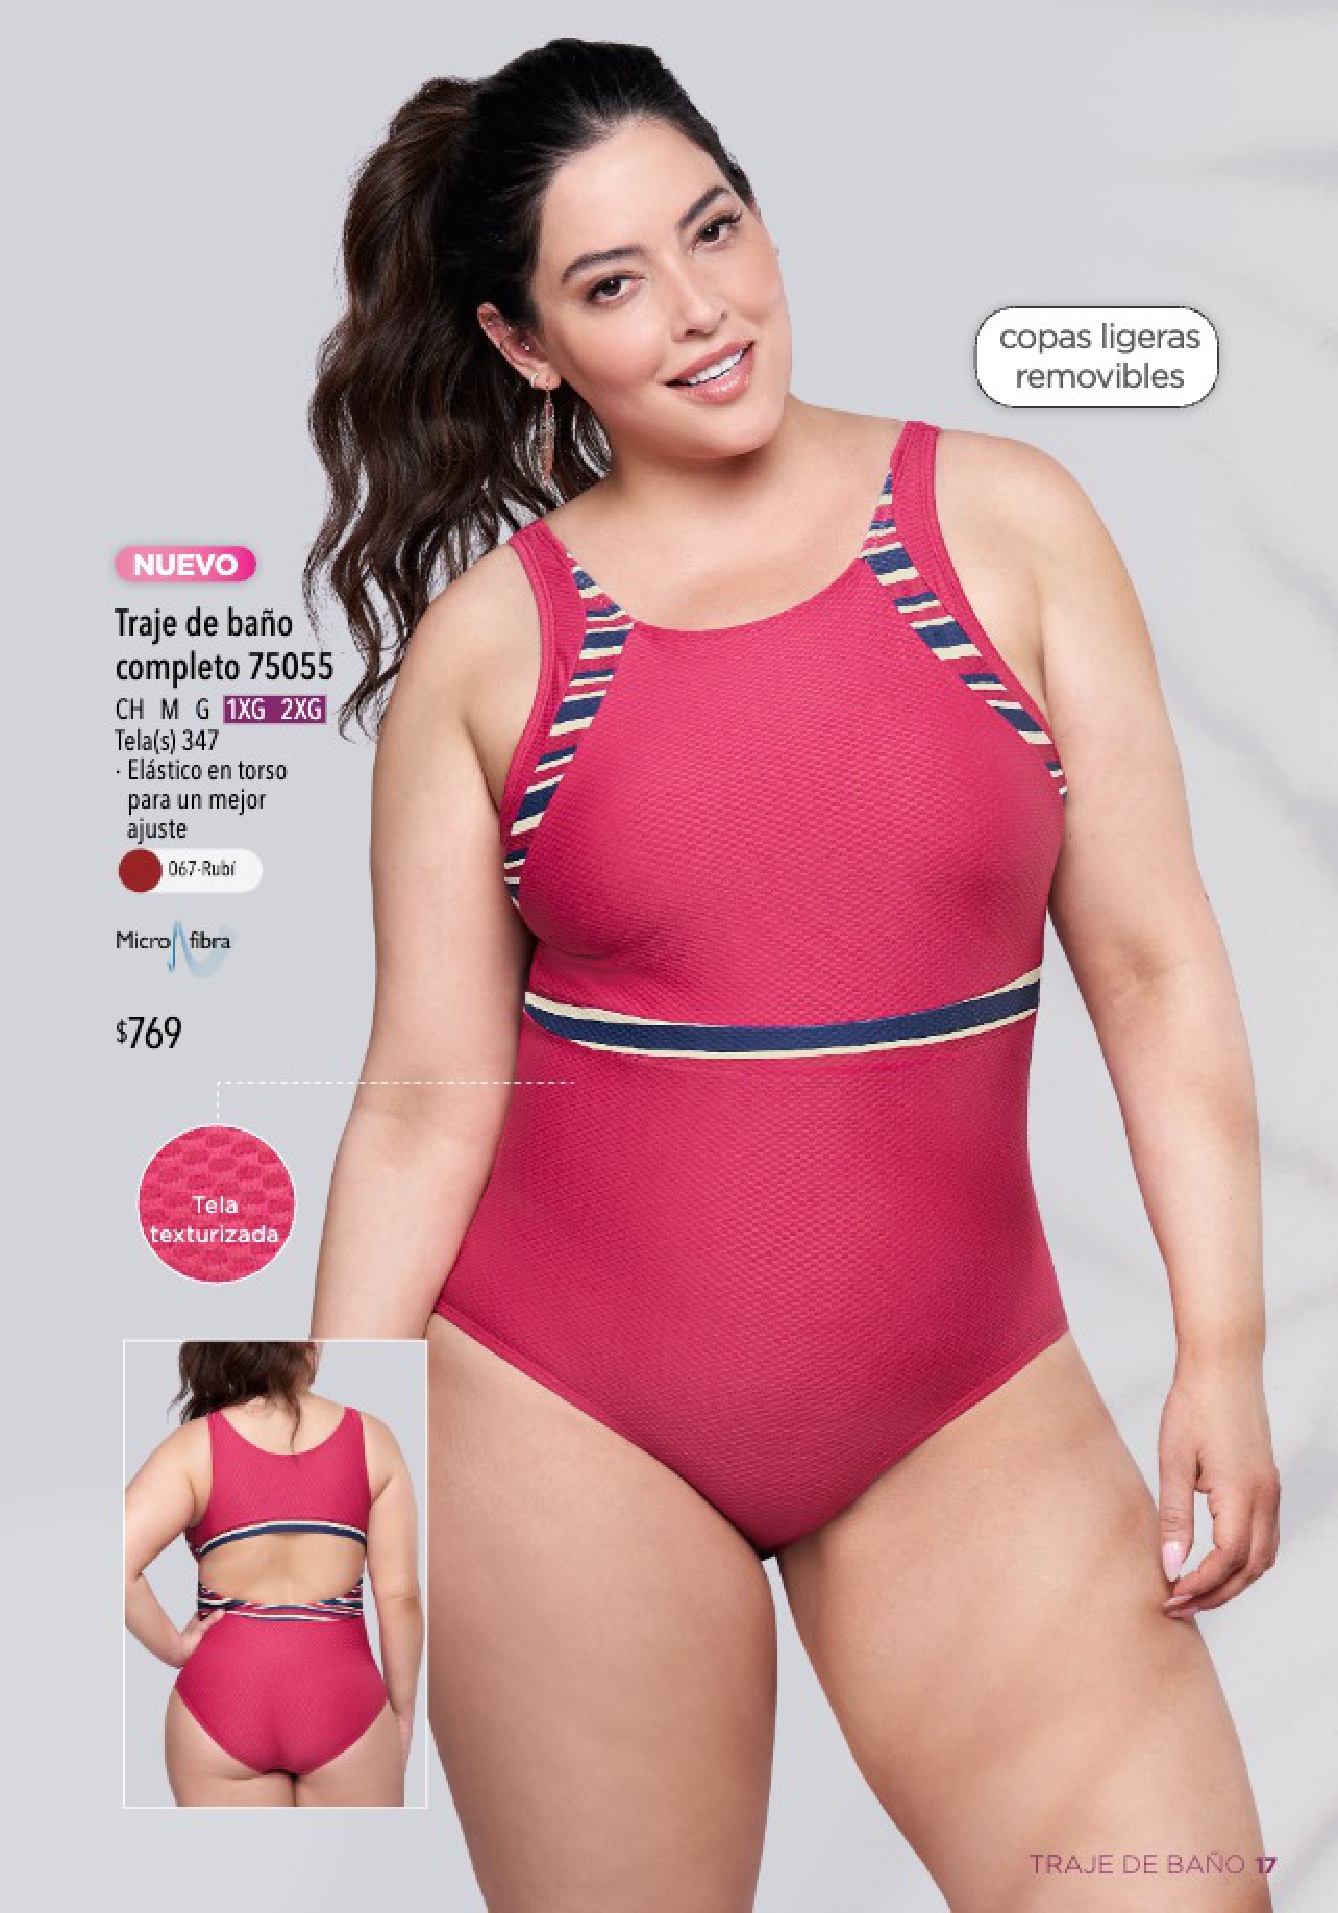 copas ligeras
removibles
NUEVO
Traje de baño
completo 75055
CH M G 1XG 2XG
Tela(s) 347
· Elástico en torso
para un mejor
ajuste
067-Rubí
Micro fibra
$769
Tela
texturizada
TRAJE DE BAÑO 17